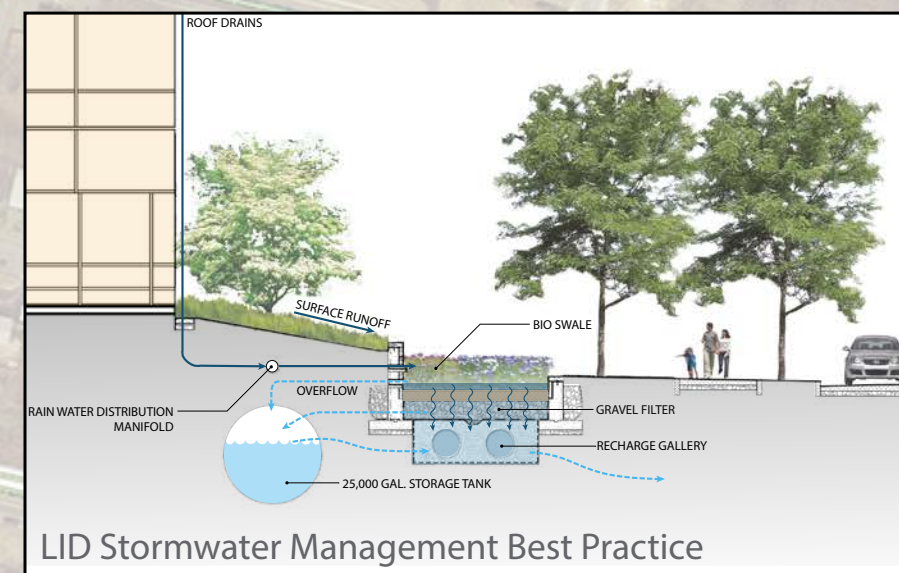 ROOF DRAINS
SURFACE RUNOFF
BIO SWALE
OVERFLOW
RAIN WATER DISTRIBUTION
MANIFOLD
GRAVEL FILTER
RECHARGE GALLERY
25,000 GAL. STORAGE TANK
LID Stormwater Management Best Practice